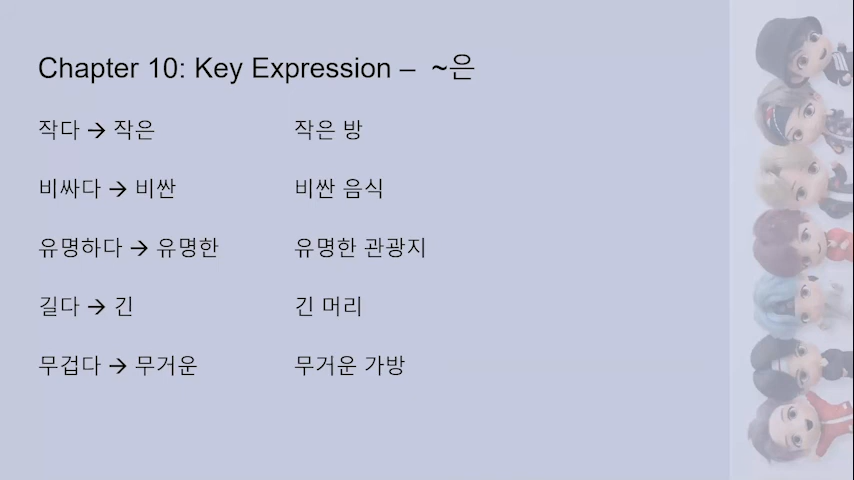 Chapter 10: Key Expression – ~은
작다 → 작은 작은 방
비싸다 → 비싼 비싼 음식
유명하다 → 유명한 유명한 관광지
길다 → 긴 긴 머리
무겁다 → 무거운 무거운 가방